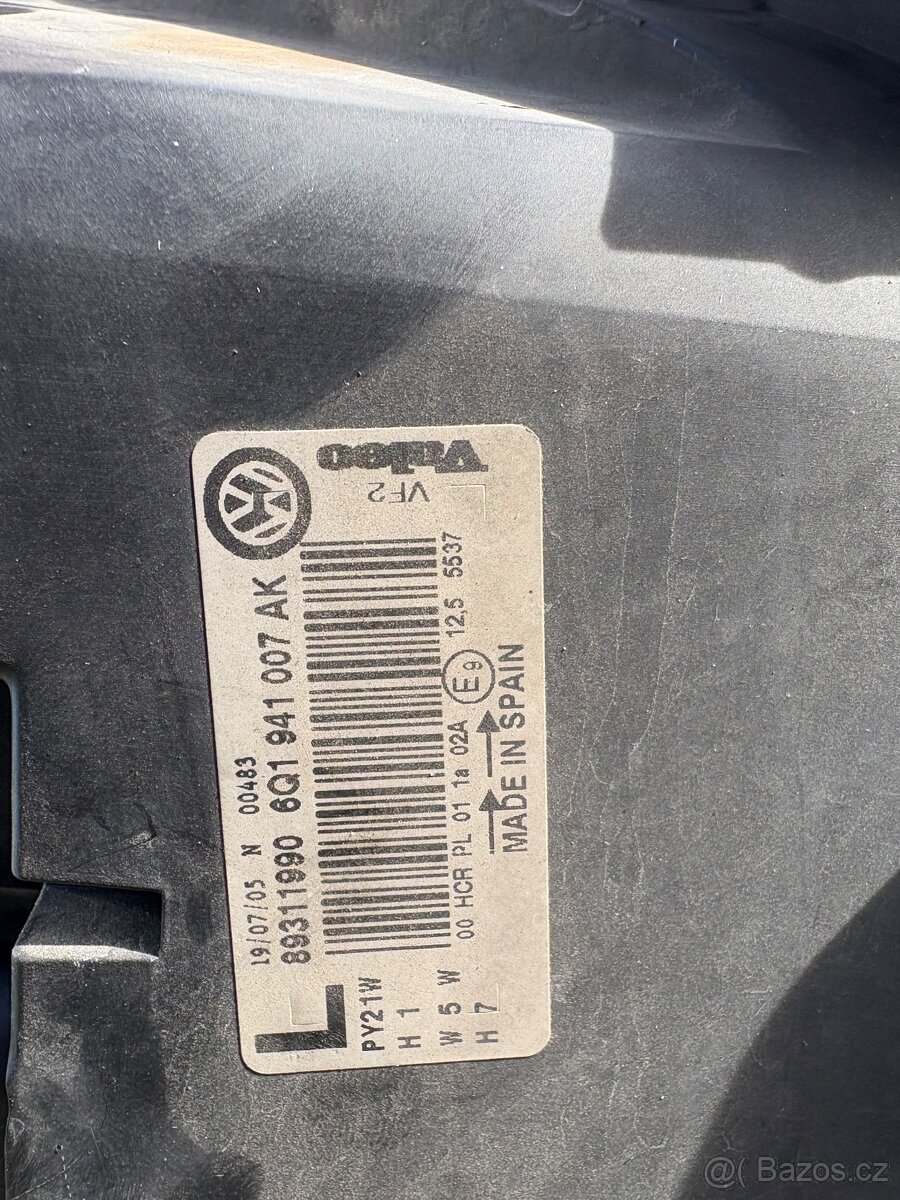 19/07/05 N 00483
89311990 6Q1 941 007 AK
L
PY21W
H 1
W 5 W
H 7
00 HCR PL 01 1a 02A E9 12,5 5537
MADE IN SPAIN
Valeo
VF2
@ Bazos.cz